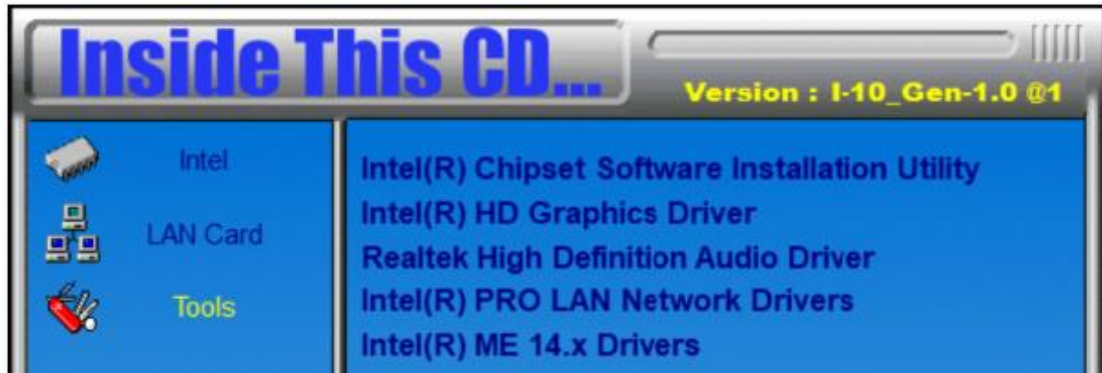 Inside This CD...
Version : I-10_Gen-1.0 @1
Intel
LAN Card
Tools
Intel(R) Chipset Software Installation Utility
Intel(R) HD Graphics Driver
Realtek High Definition Audio Driver
Intel(R) PRO LAN Network Drivers
Intel(R) ME 14.x Drivers